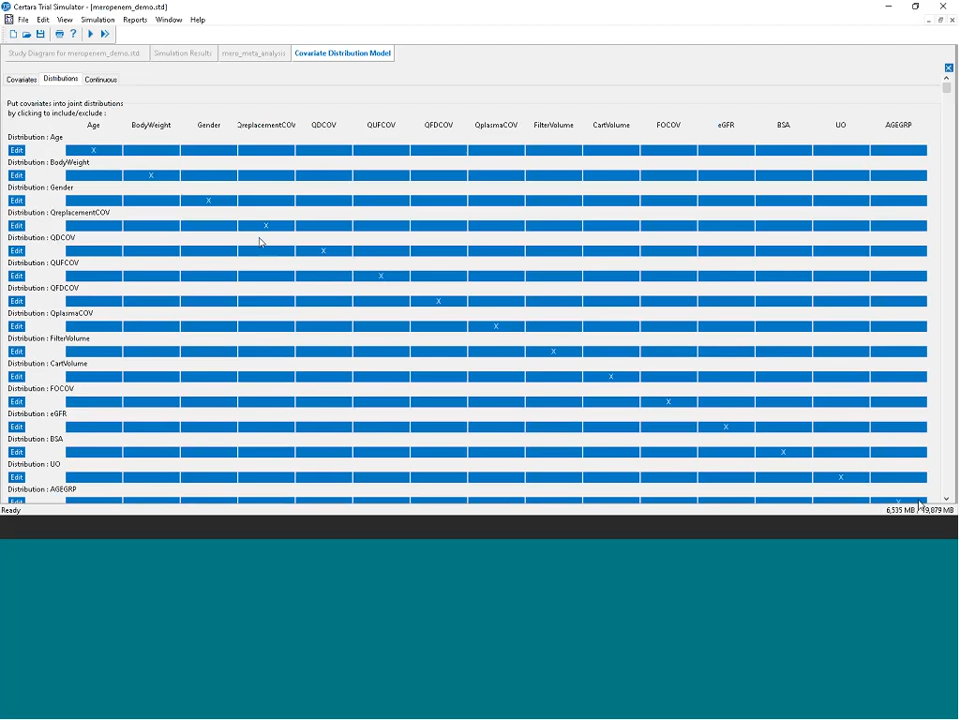 Certara Trial Simulator - [meropenem_demo.std]
File Edit View Simulation Reports Window Help
Study Diagram for meropenem_demo.std Simulation Results mero_meta_analysis Covariate Distribution Model
Covariates Distributions Continuous
Put covariates into joint distributions
by clicking to include/exclude :
Age BodyWeight Gender QreplacementCOV QDCOV QUFCOV QFDCOV QplasmaCOV FilterVolume CartVolume FOCOV eGFR BSA UO AGEGRP
Distribution : Age
Edit X
Distribution : BodyWeight
Edit X
Distribution : Gender
Edit X
Distribution : QreplacementCOV
Edit X
Distribution : QDCOV
Edit X
Distribution : QUFCOV
Edit X
Distribution : QFDCOV
Edit X
Distribution : QplasmaCOV
Edit X
Distribution : FilterVolume
Edit X
Distribution : CartVolume
Edit X
Distribution : FOCOV
Edit X
Distribution : eGFR
Edit X
Distribution : BSA
Edit X
Distribution : UO
Edit X
Distribution : AGEGRP
Edit X
Ready 6,535 MB / 19,879 MB